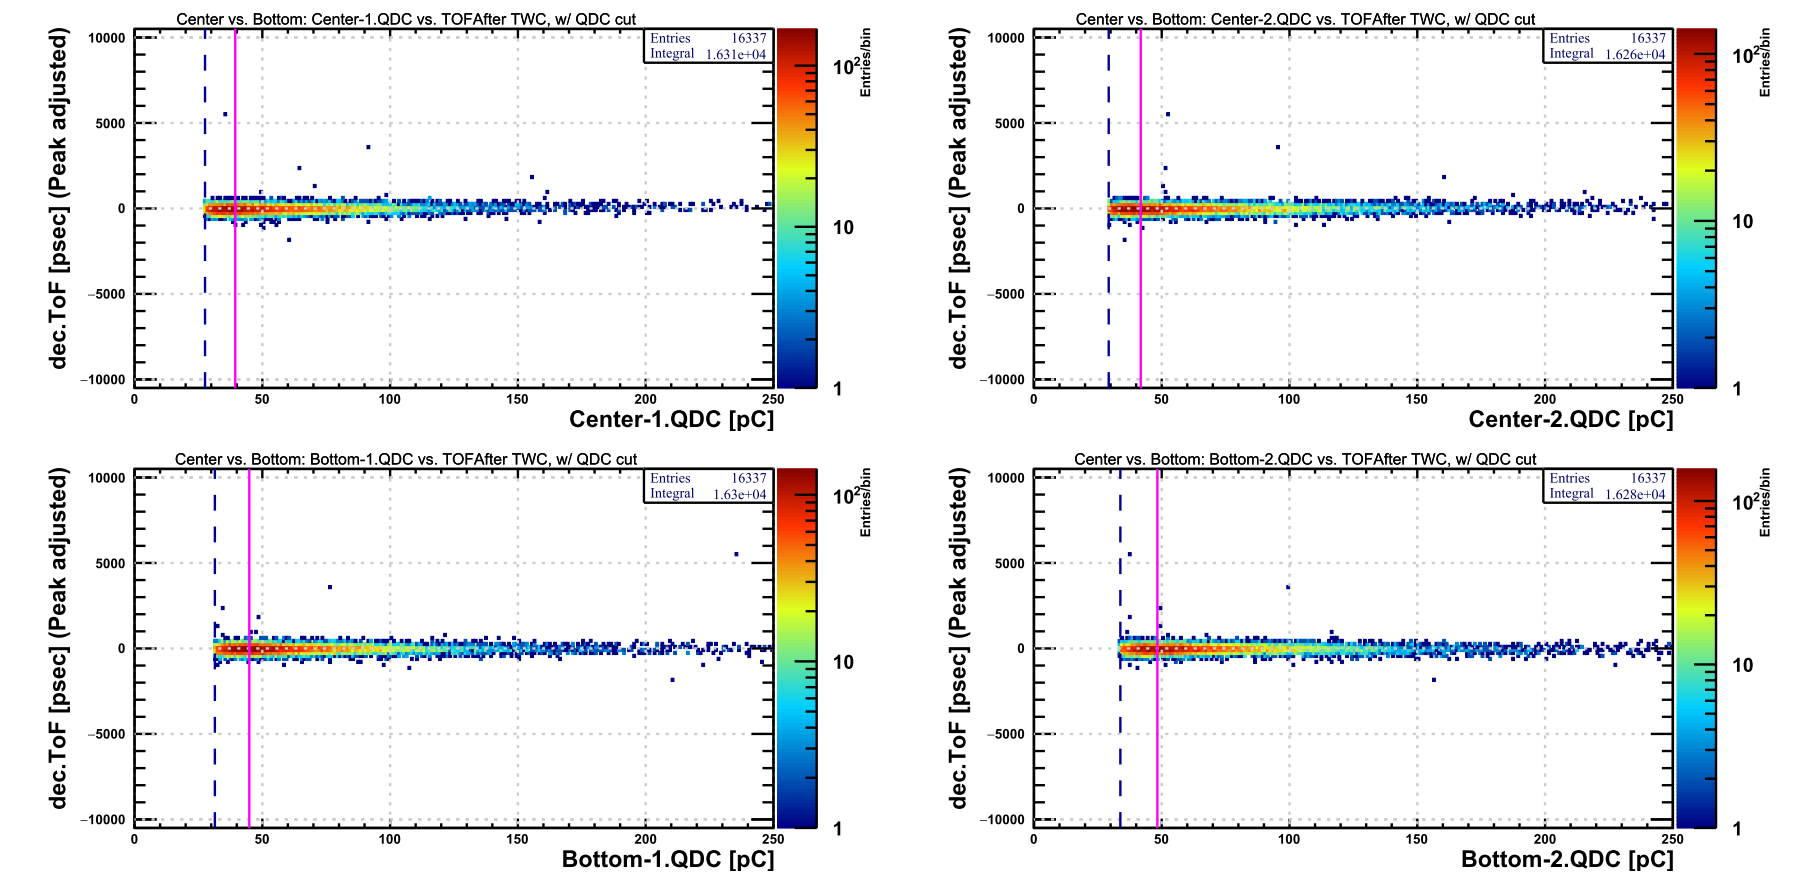 Center vs. Bottom: Center-1.QDC vs. TOFAfter TWC, w/ QDC cut
dec.ToF [psec] (Peak adjusted)
10000
5000
0
−5000
−10000
Entries 16337
Integral 1.631e+04
0 50 100 150 200 250
Center-1.QDC [pC]
10²
10
1
Entries/bin
Center vs. Bottom: Center-2.QDC vs. TOFAfter TWC, w/ QDC cut
dec.ToF [psec] (Peak adjusted)
10000
5000
0
−5000
−10000
Entries 16337
Integral 1.626e+04
0 50 100 150 200 250
Center-2.QDC [pC]
10²
10
1
Entries/bin
Center vs. Bottom: Bottom-1.QDC vs. TOFAfter TWC, w/ QDC cut
dec.ToF [psec] (Peak adjusted)
10000
5000
0
−5000
−10000
Entries 16337
Integral 1.63e+04
0 50 100 150 200 250
Bottom-1.QDC [pC]
10²
10
1
Entries/bin
Center vs. Bottom: Bottom-2.QDC vs. TOFAfter TWC, w/ QDC cut
dec.ToF [psec] (Peak adjusted)
10000
5000
0
−5000
−10000
Entries 16337
Integral 1.628e+04
0 50 100 150 200 250
Bottom-2.QDC [pC]
10²
10
1
Entries/bin